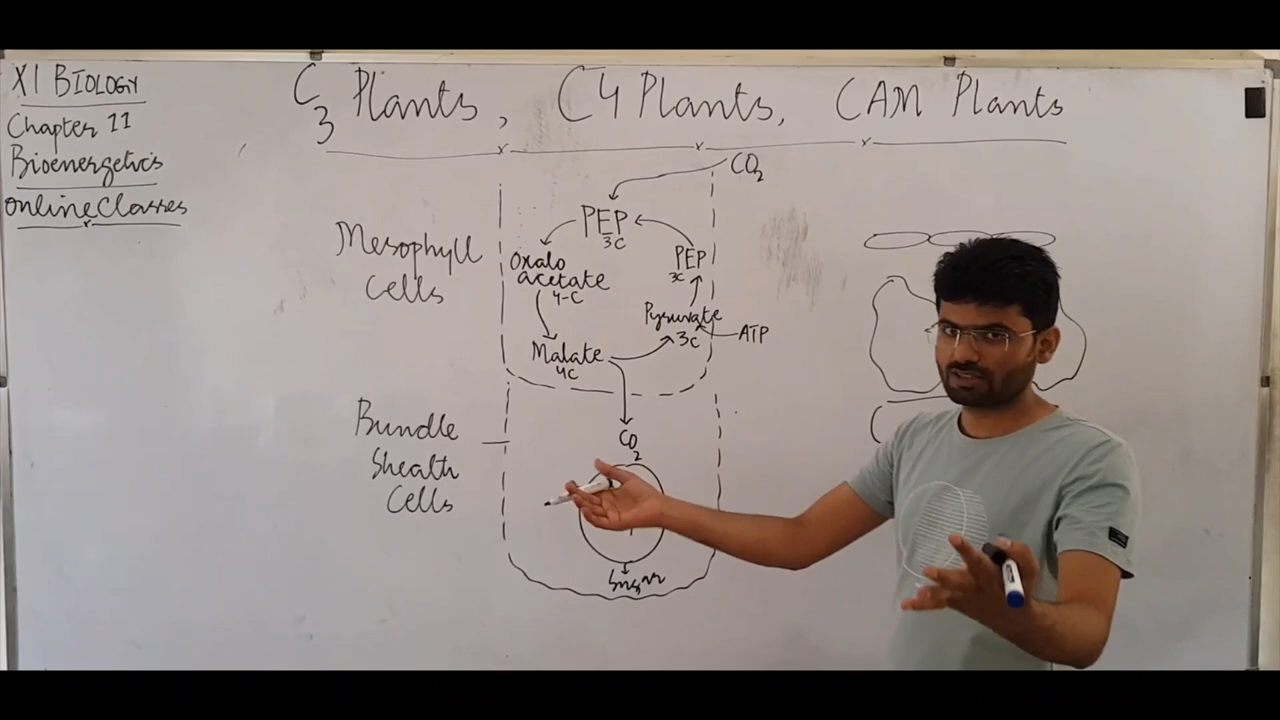 XI BIOLOGY
Chapter 11
Bioenergetics
Online Classes
C3 Plants, C4 Plants, CAM Plants
CO2
Mesophyll
Cells
PEP
3C
Oxalo
acetate
4-C
PEP
3C
Pyruvate
3C
ATP
Malate
4C
Bundle
Sheath
Cells
CO2
Sugar